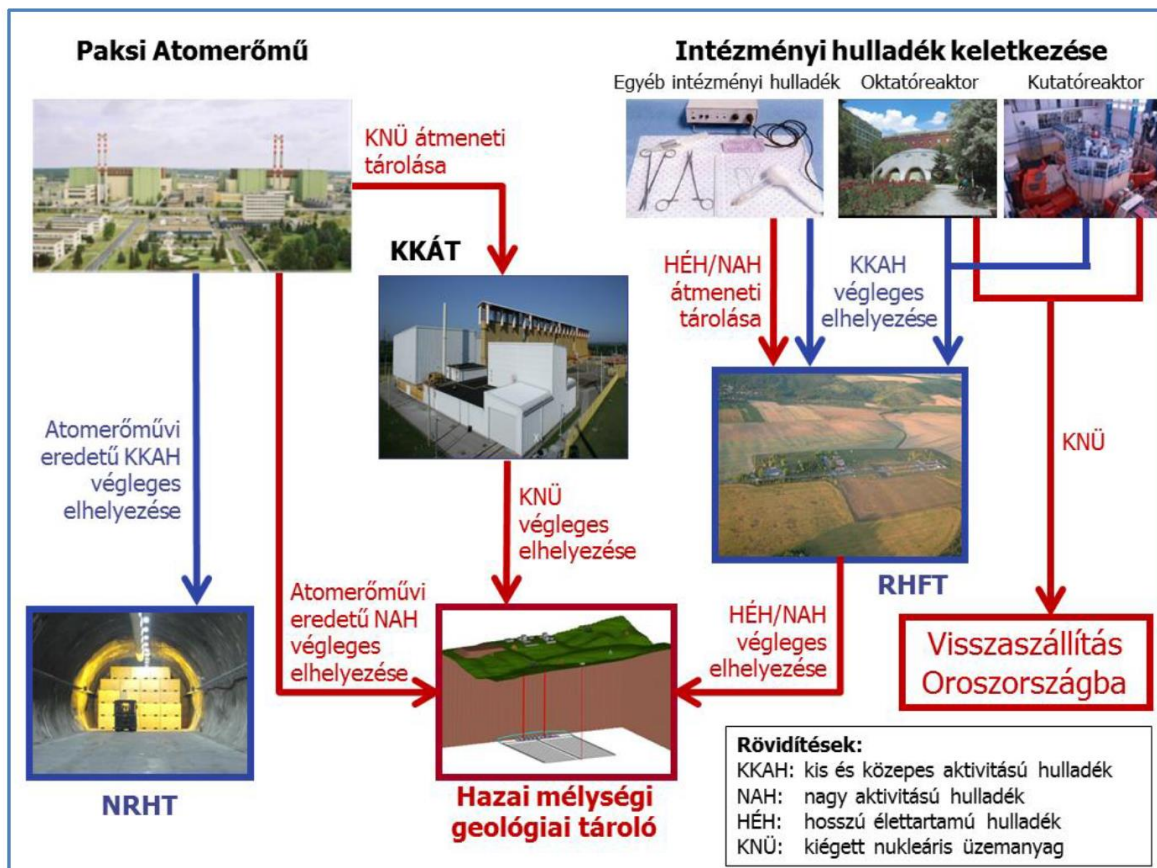 Paksi Atomerőmű
Intézményi hulladék keletkezése
Egyéb intézményi hulladék
Oktatóreaktor
Kutatóreaktor
KNÜ átmeneti
tárolása
KKÁT
HÉH/NAH
átmeneti
tárolása
KKAH
végleges
elhelyezése
Atomerőművi
eredetű KKAH
végleges
elhelyezése
KNÜ
végleges
elhelyezése
KNÜ
RHFT
Atomerőművi
eredetű NAH
végleges
elhelyezése
HÉH/NAH
végleges
elhelyezése
Visszaszállítás
Oroszországba
NRHT
Hazai mélységi
geológiai tároló
Rövidítések:
KKAH: kis és közepes aktivitású hulladék
NAH: nagy aktivitású hulladék
HÉH: hosszú élettartamú hulladék
KNÜ: kiégett nukleáris üzemanyag